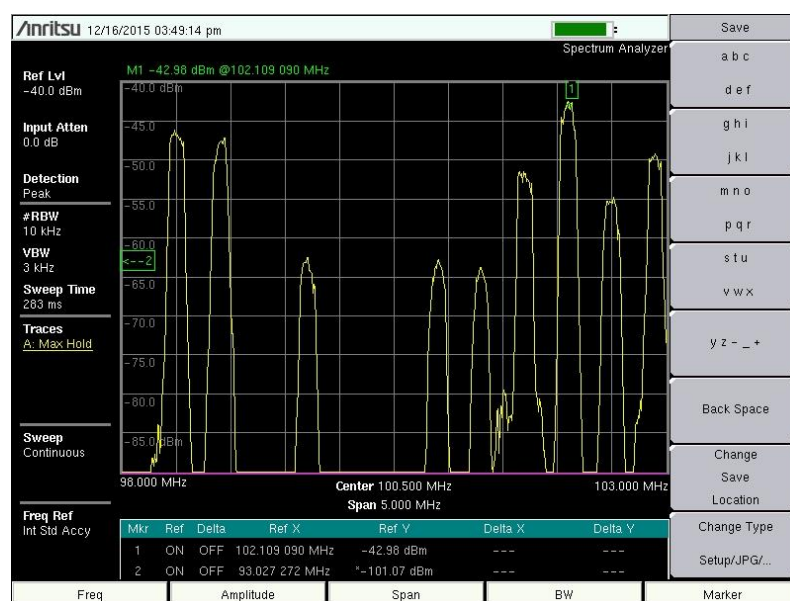 Anritsu 12/16/2015 03:49:14 pm
Save
Spectrum Analyzer
M1 -42.98 dBm @102.109 090 MHz
Ref Lvl
-40.0 dBm
Input Atten
0.0 dB
Detection
Peak
#RBW
10 kHz
VBW
3 kHz
Sweep Time
283 ms
Traces
A: Max Hold
Sweep
Continuous
Freq Ref
Int Std Accy
-40.0 dBm
-45.0
-50.0
-55.0
-60.0
-65.0
-70.0
-75.0
-80.0
-85.0 dBm
1
<--2
98.000 MHz
Center 100.500 MHz
103.000 MHz
Span 5.000 MHz
Mkr Ref Delta Ref X Ref Y Delta X Delta Y
1 ON OFF 102.109 090 MHz -42.98 dBm --- ---
2 ON OFF 93.027 272 MHz *-101.07 dBm --- ---
a b c
d e f
g h i
j k l
m n o
p q r
s t u
v w x
y z - _ +
Back Space
Change
Save
Location
Change Type
Setup/JPG/...
Freq Amplitude Span BW Marker